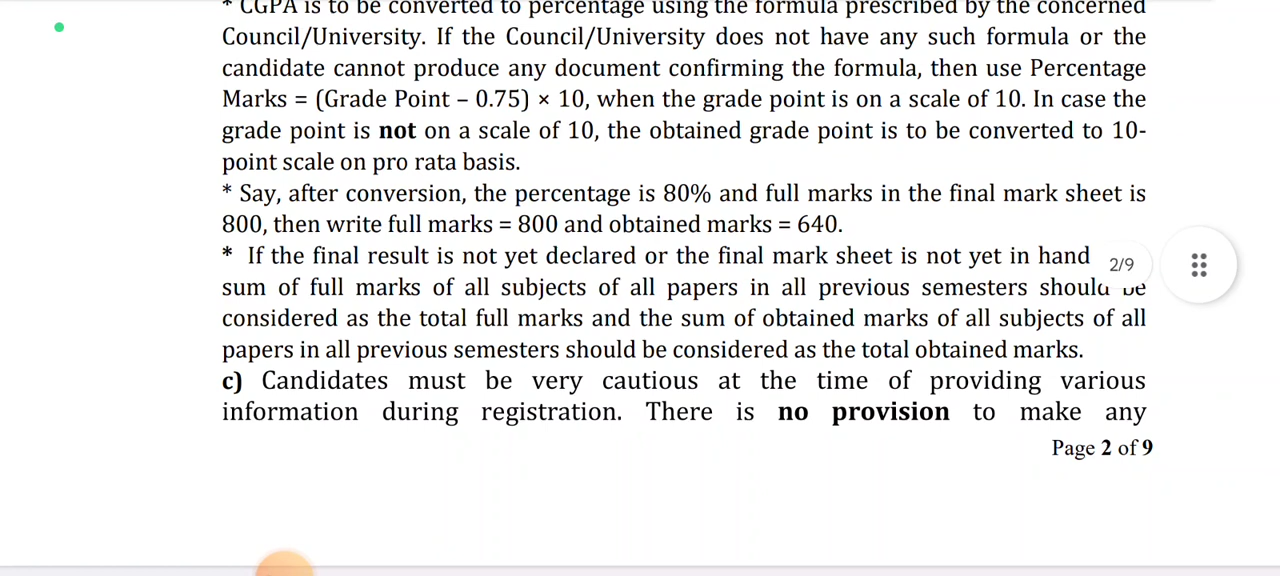 * CGPA is to be converted to percentage using the formula prescribed by the concerned
Council/University. If the Council/University does not have any such formula or the
candidate cannot produce any document confirming the formula, then use Percentage
Marks = (Grade Point – 0.75) × 10, when the grade point is on a scale of 10. In case the
grade point is not on a scale of 10, the obtained grade point is to be converted to 10-
point scale on pro rata basis.
* Say, after conversion, the percentage is 80% and full marks in the final mark sheet is
800, then write full marks = 800 and obtained marks = 640.
* If the final result is not yet declared or the final mark sheet is not yet in hand
2/9
sum of full marks of all subjects of all papers in all previous semesters should be
considered as the total full marks and the sum of obtained marks of all subjects of all
papers in all previous semesters should be considered as the total obtained marks.
c) Candidates must be very cautious at the time of providing various
information during registration. There is no provision to make any
Page 2 of 9